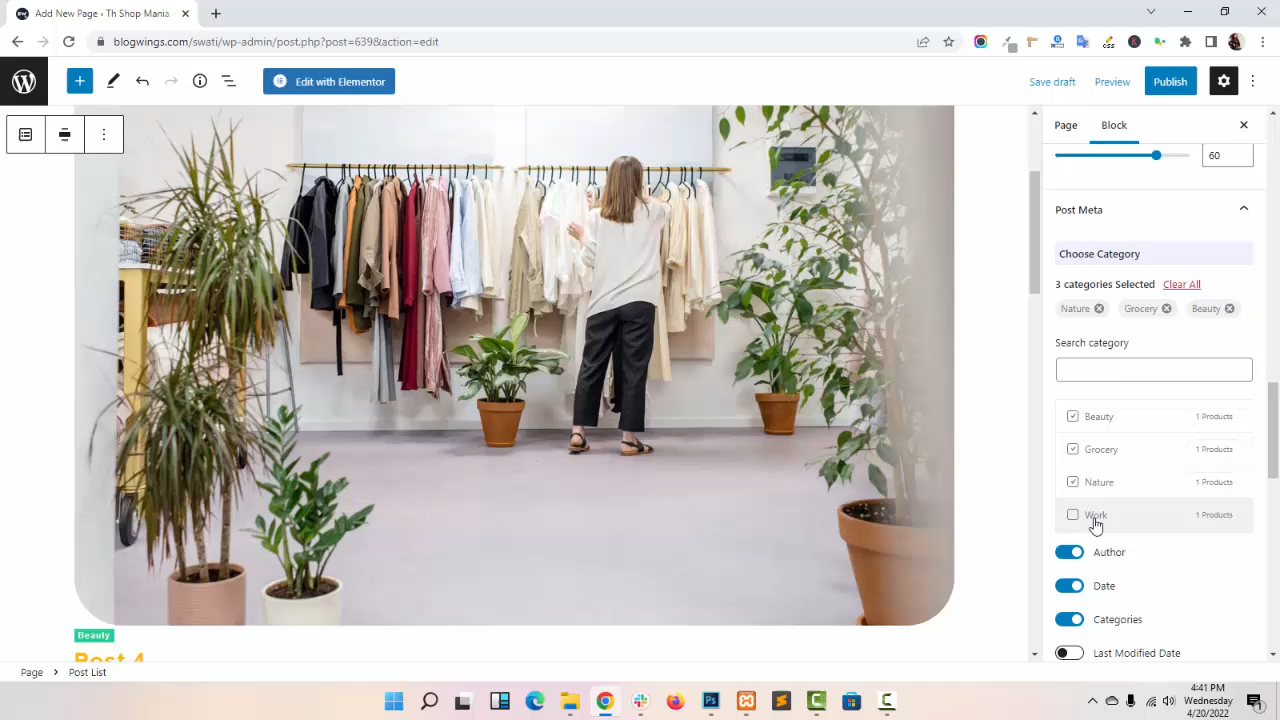 Add New Page ‹ Th Shop Mania
blogwings.com/swati/wp-admin/post.php?post=6398&action=edit
Edit with Elementor
Save draft
Preview
Publish
Page
Block
60
Post Meta
Choose Category
3 categories Selected Clear All
Nature
Grocery
Beauty
Search category
Beauty 1 Products
Grocery 1 Products
Nature 1 Products
Work 1 Products
Author
Date
Categories
Last Modified Date
Beauty
Post 4
Page
Post List
4:41 PM
Wednesday
4/20/2022